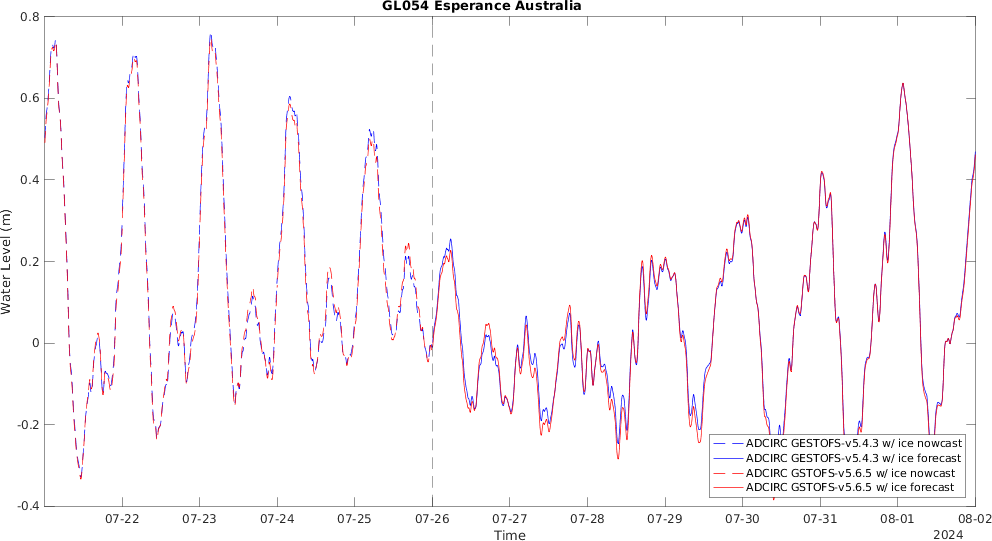 GL054 Esperance Australia
Water Level (m)
0.8
0.6
0.4
0.2
0
-0.2
-0.4
ADCIRC GESTOFS-v5.4.3 w/ ice nowcast
ADCIRC GESTOFS-v5.4.3 w/ ice forecast
ADCIRC GSTOFS-v5.6.5 w/ ice nowcast
ADCIRC GSTOFS-v5.6.5 w/ ice forecast
07-22 07-23 07-24 07-25 07-26 07-27 07-28 07-29 07-30 07-31 08-01 08-02
Time
2024